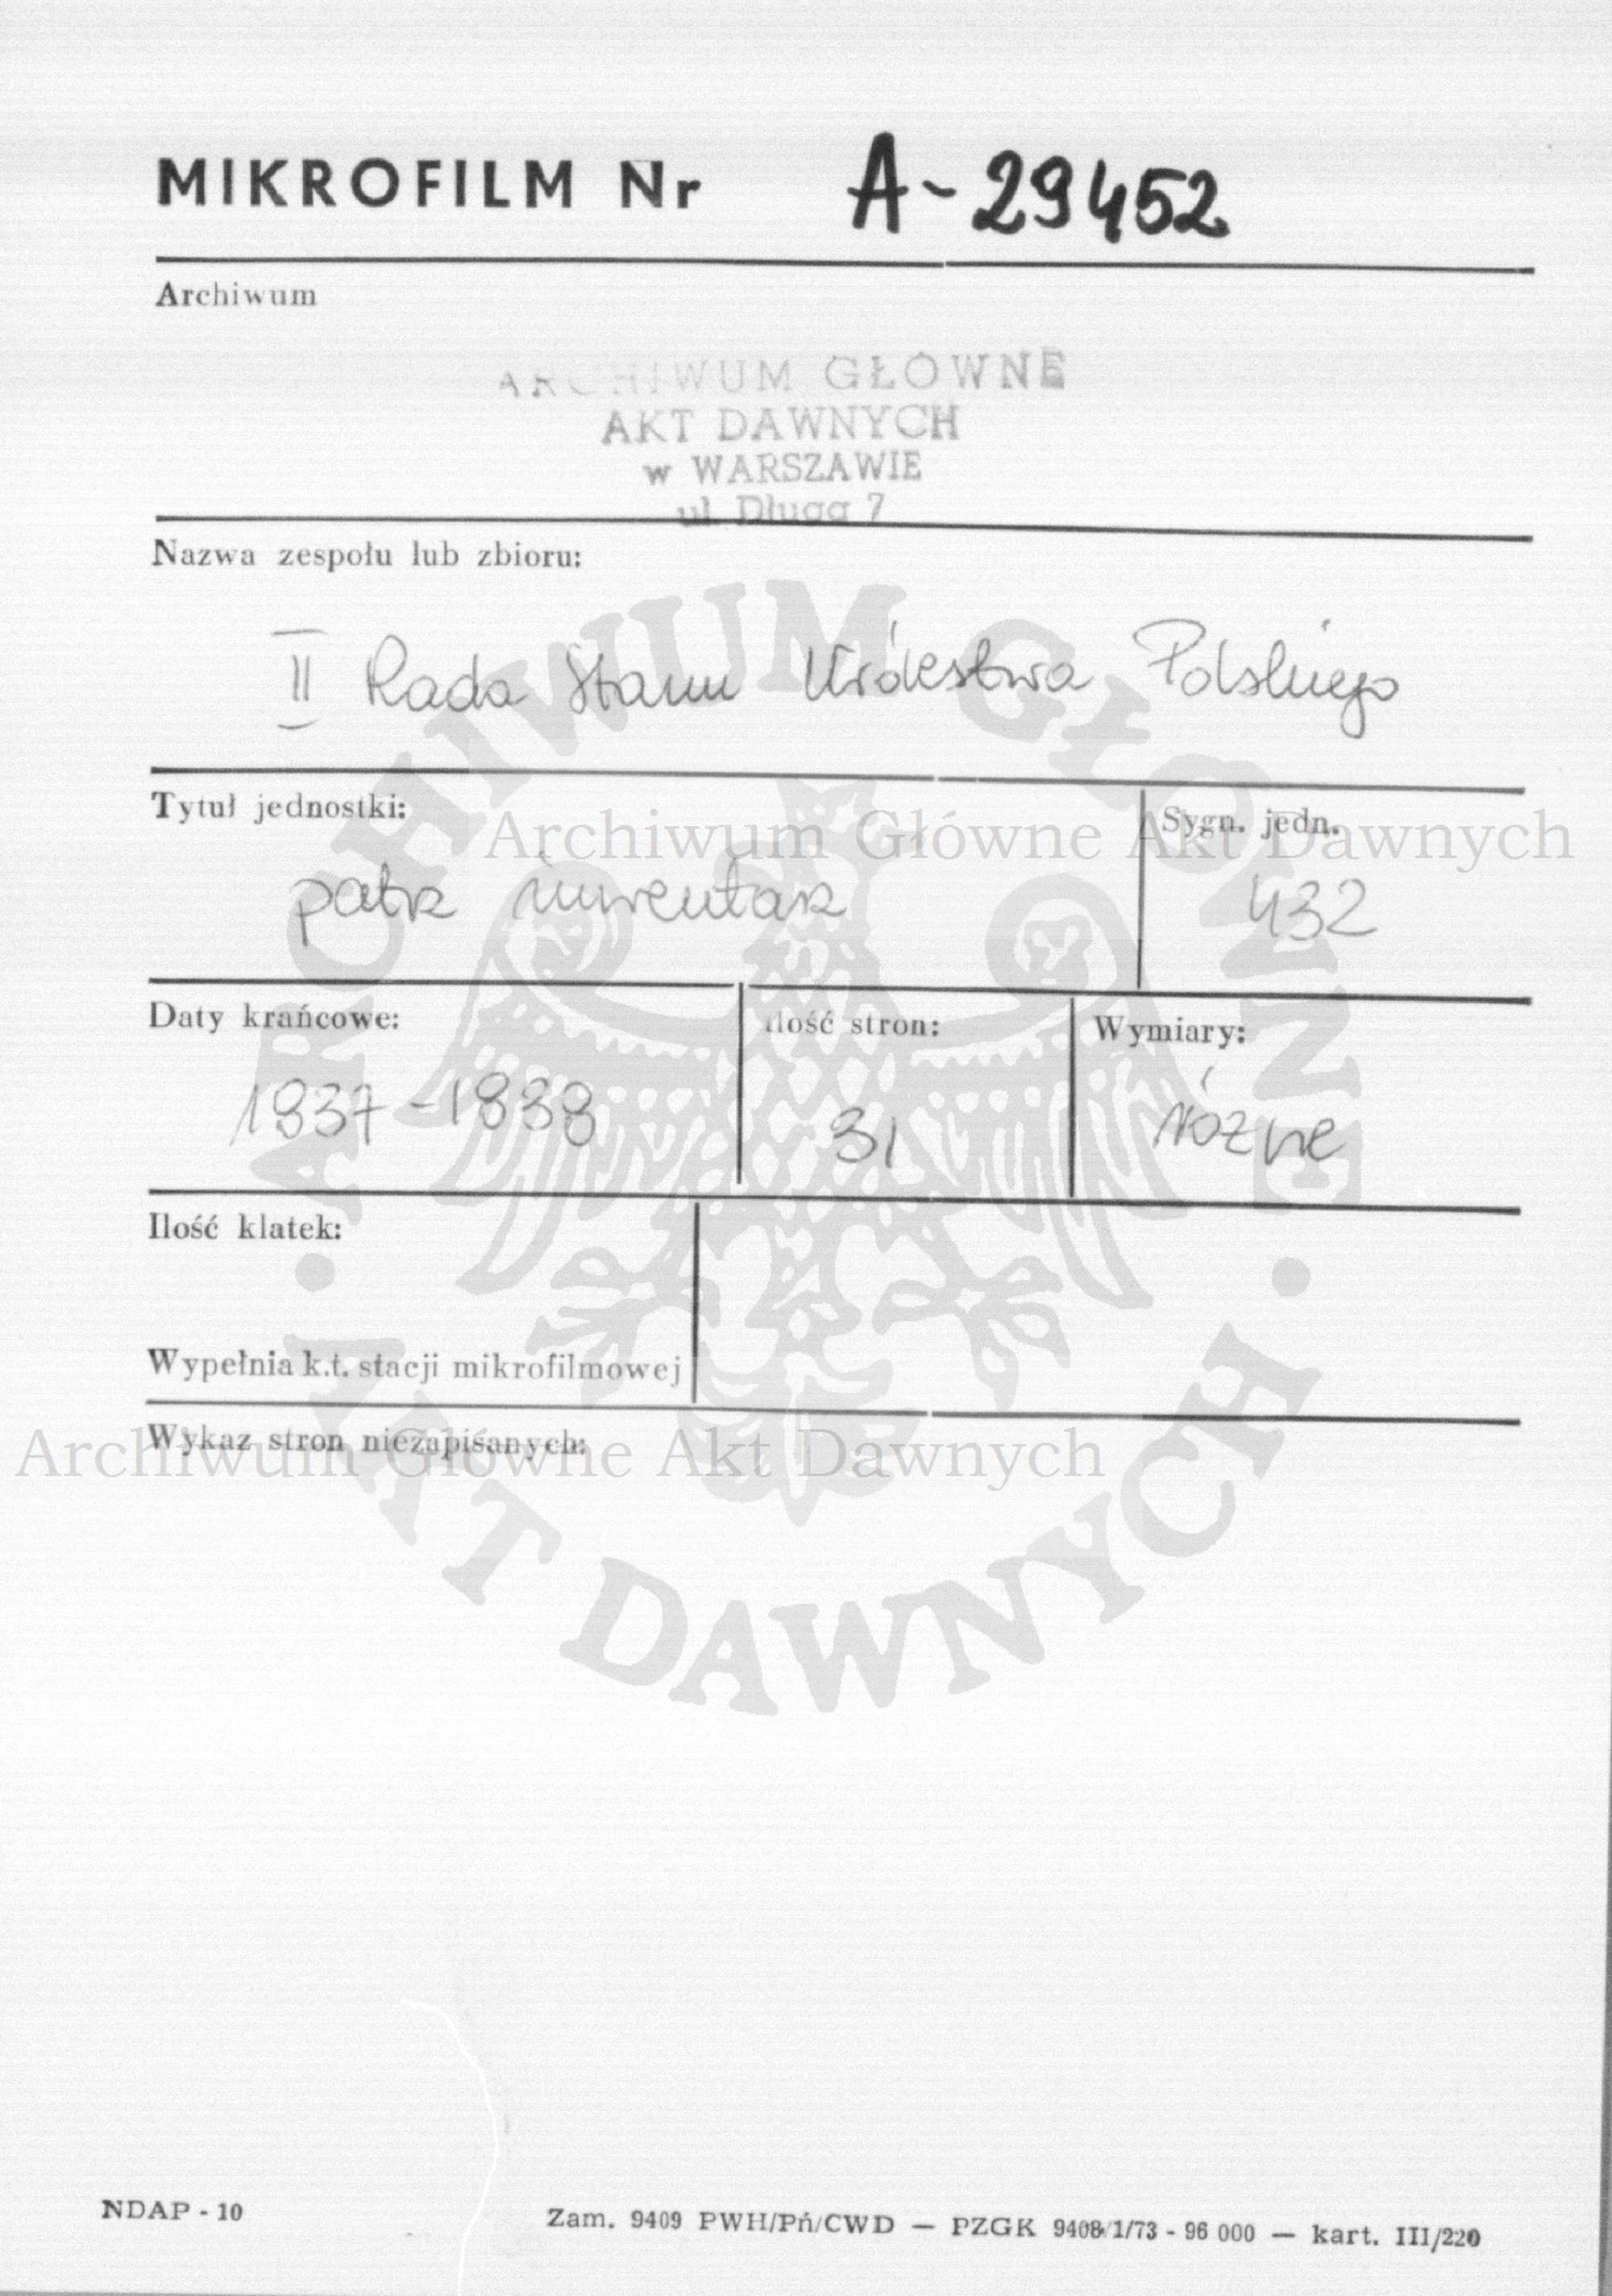 MIKROFILM Nr A-29452
Archiwum
ARCHIWUM GŁÓWNE
AKT DAWNYCH
w WARSZAWIE
ul. Długa 7
Nazwa zespołu lub zbioru:
II Rada Stanu Królestwa Polskiego
Tytuł jednostki:
Sygn. jedn.
Archiwum Główne Akt Dawnych
patrz inwentarz
432
Daty krańcowe:
Ilość stron:
Wymiary:
1837-1838
31
różne
Ilość klatek:
Wypełnia k.t. stacji mikrofilmowej
Wykaz stron niezapisanych:
Archiwum Główne Akt Dawnych
ARCHIWUM GŁÓWNE
AKT DAWNYCH
NDAP - 10
Zam. 9409 PWH/Pń/CWD — PZGK 9408/1/73 - 96 000 — kart. III/220